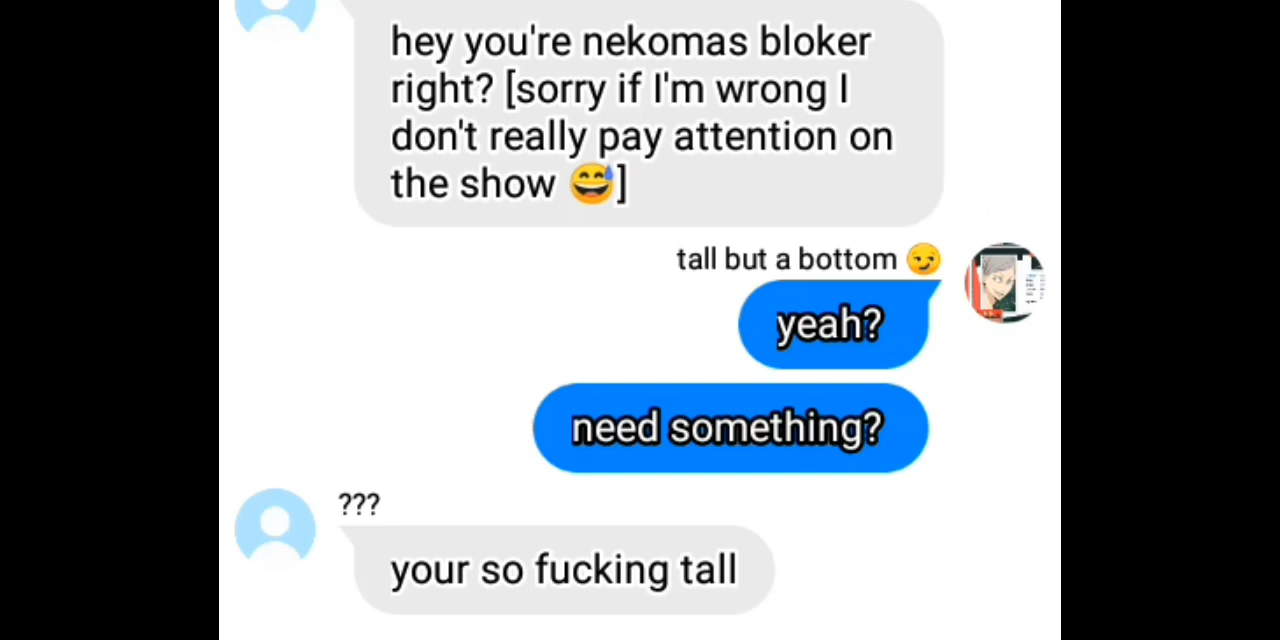 hey you're nekomas bloker
right? [sorry if I'm wrong I
don't really pay attention on
the show 😅]
tall but a bottom 😏
yeah?
need something?
???
your so fucking tall